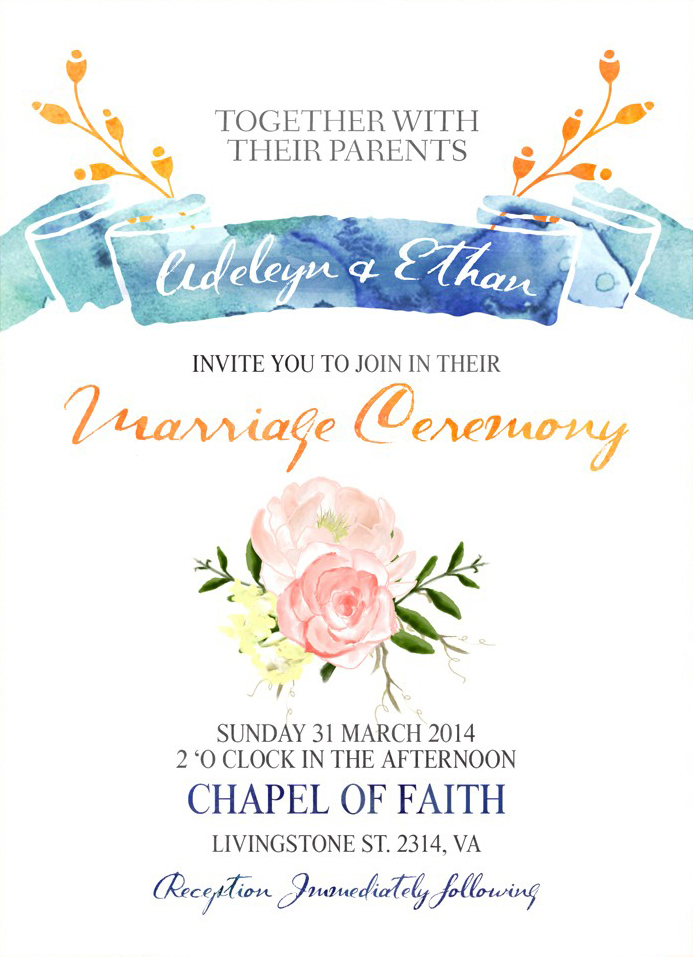 TOGETHER WITH
THEIR PARENTS
Adeleyn & Ethan
INVITE YOU TO JOIN IN THEIR
Marriage Ceremony
SUNDAY 31 MARCH 2014
2 ‘O CLOCK IN THE AFTERNOON
CHAPEL OF FAITH
LIVINGSTONE ST. 2314, VA
Reception Immediately following